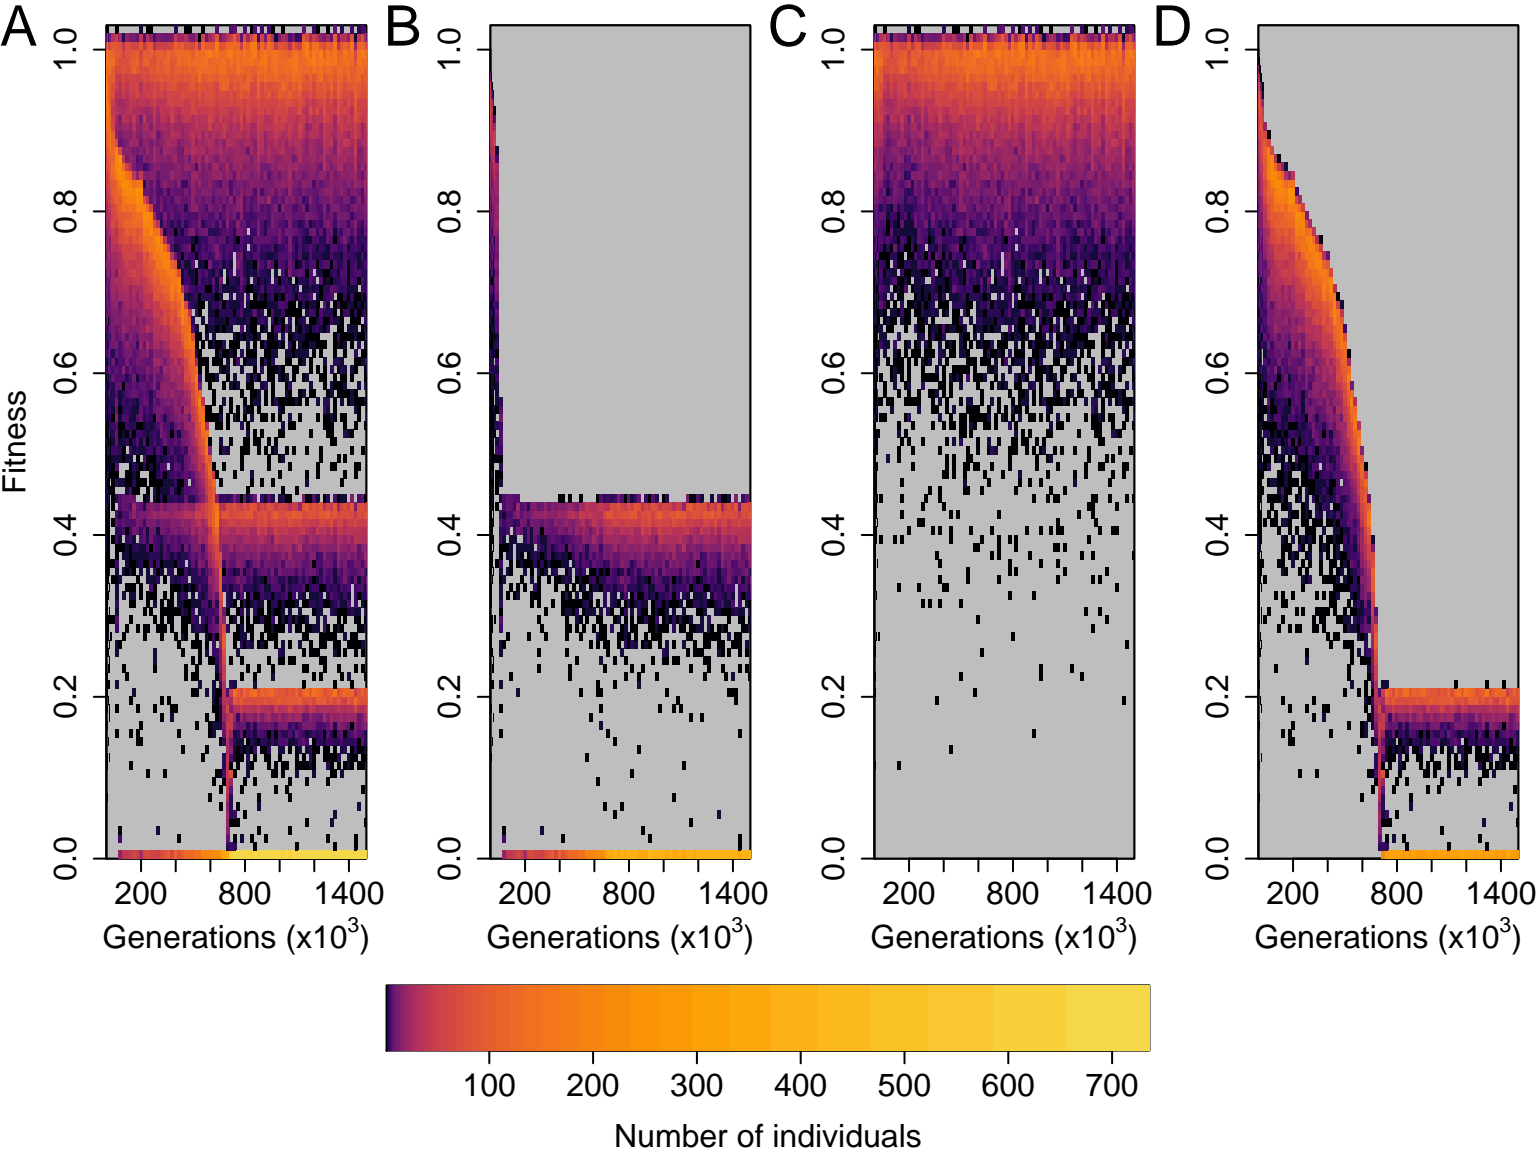 A B C D
Fitness
1.0 1.0 1.0 1.0
0.8 0.8 0.8 0.8
0.6 0.6 0.6 0.6
0.4 0.4 0.4 0.4
0.2 0.2 0.2 0.2
0.0 0.0 0.0 0.0
200 800 1400 200 800 1400 200 800 1400 200 800 1400
Generations (x10³) Generations (x10³) Generations (x10³) Generations (x10³)
100 200 300 400 500 600 700
Number of individuals